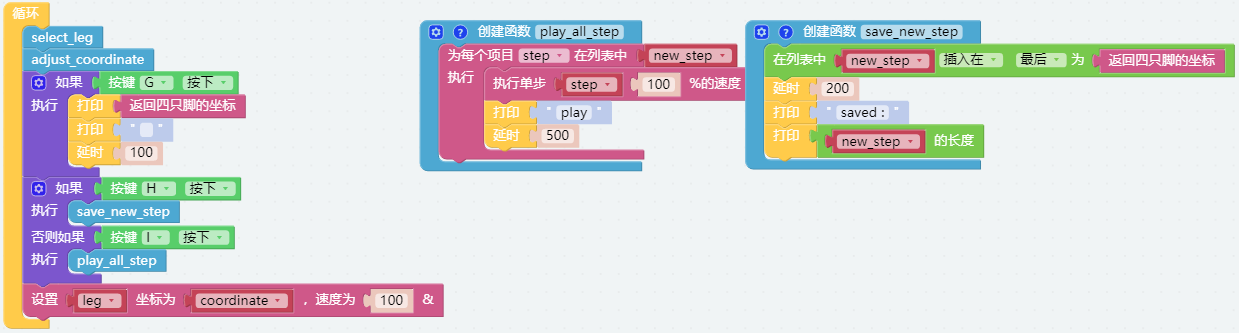 循环
select_leg
adjust_coordinate
如果 按键 G 按下
执行 打印 返回四只脚的坐标
打印 " "
延时 100
如果 按键 H 按下
执行 save_new_step
否则如果 按键 I 按下
执行 play_all_step
设置 leg 坐标为 coordinate ，速度为 100 &
? 创建函数 play_all_step
为每个项目 step 在列表中 new_step
执行 执行单步 step 100 %的速度
打印 " play "
延时 500
? 创建函数 save_new_step
在列表中 new_step 插入在 最后 为 返回四只脚的坐标
延时 200
打印 " saved : "
打印 new_step 的长度